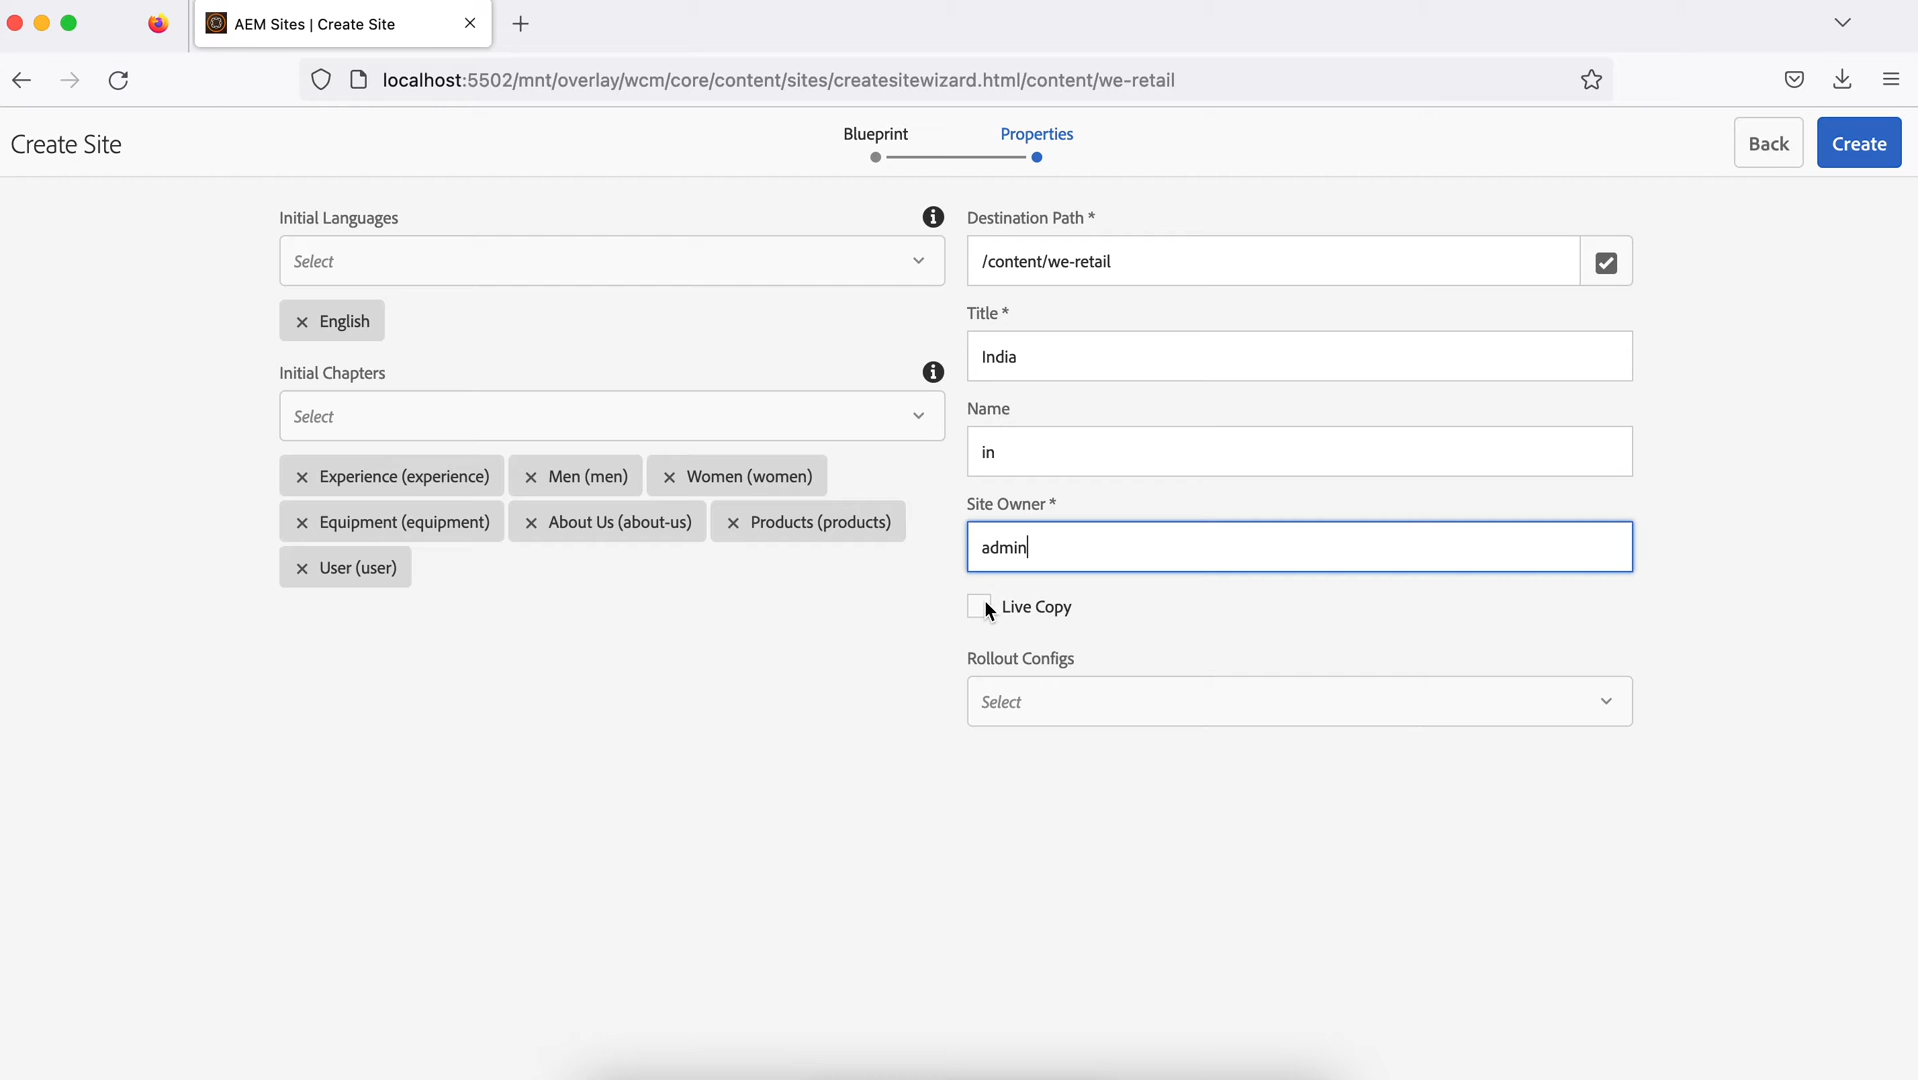 AEM Sites | Create Site
localhost:5502/mnt/overlay/wcm/core/content/sites/createsitewizard.html/content/we-retail
Create Site
Blueprint
Properties
Back
Create
Initial Languages
Select
English
Initial Chapters
Select
Experience (experience)
Men (men)
Women (women)
Equipment (equipment)
About Us (about-us)
Products (products)
User (user)
Destination Path *
/content/we-retail
Title *
India
Name
in
Site Owner *
admin
Live Copy
Rollout Configs
Select